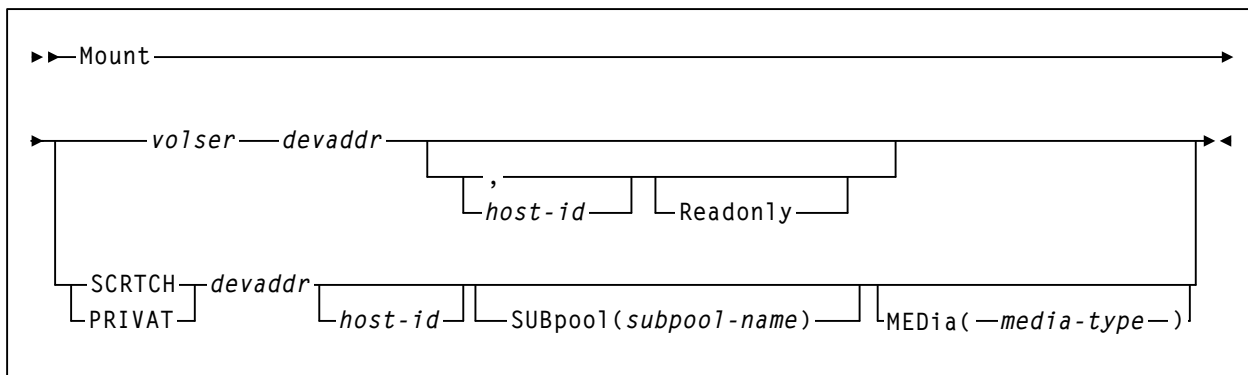 Mount
volser devaddr
,
host-id Readonly
SCRTCH devaddr
PRIVAT host-id SUBpool(subpool-name) MEDia( media-type )